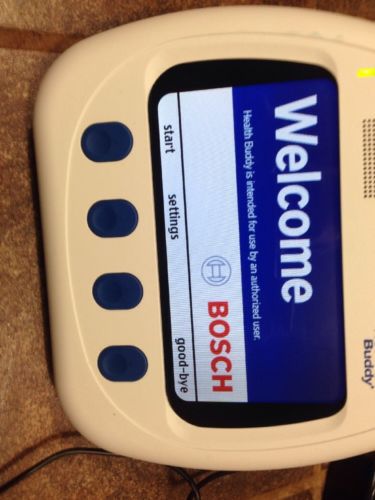 Welcome
Health Buddy is intended for use by an authorized user.
BOSCH
start settings good-bye
Buddy